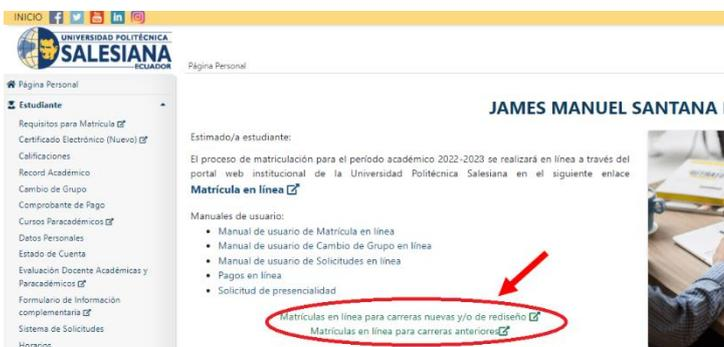 INICIO
UNIVERSIDAD POLITÉCNICA
SALESIANA
ECUADOR
Página Personal
Página Personal
Estudiante
Requisitos para Matrícula
Certificado Electrónico (Nuevo)
Calificaciones
Record Académico
Cambio de Grupo
Comprobante de Pago
Cursos Paracadémicos
Datos Personales
Estado de Cuenta
Evaluación Docente Académicas y
Paracadémicos
Formulario de Información
complementaria
Sistema de Solicitudes
Horarios
JAMES MANUEL SANTANA
Estimado/a estudiante:
El proceso de matriculación para el período académico 2022-2023 se realizará en línea a través del
portal web institucional de la Universidad Politécnica Salesiana en el siguiente enlace
Matrícula en línea
Manuales de usuario:
Manual de usuario de Matrícula en línea
Manual de usuario de Cambio de Grupo en línea
Manual de usuario de Solicitudes en línea
Pagos en línea
Solicitud de presencialidad
Matrículas en línea para carreras nuevas y/o de rediseño
Matrículas en línea para carreras anteriores